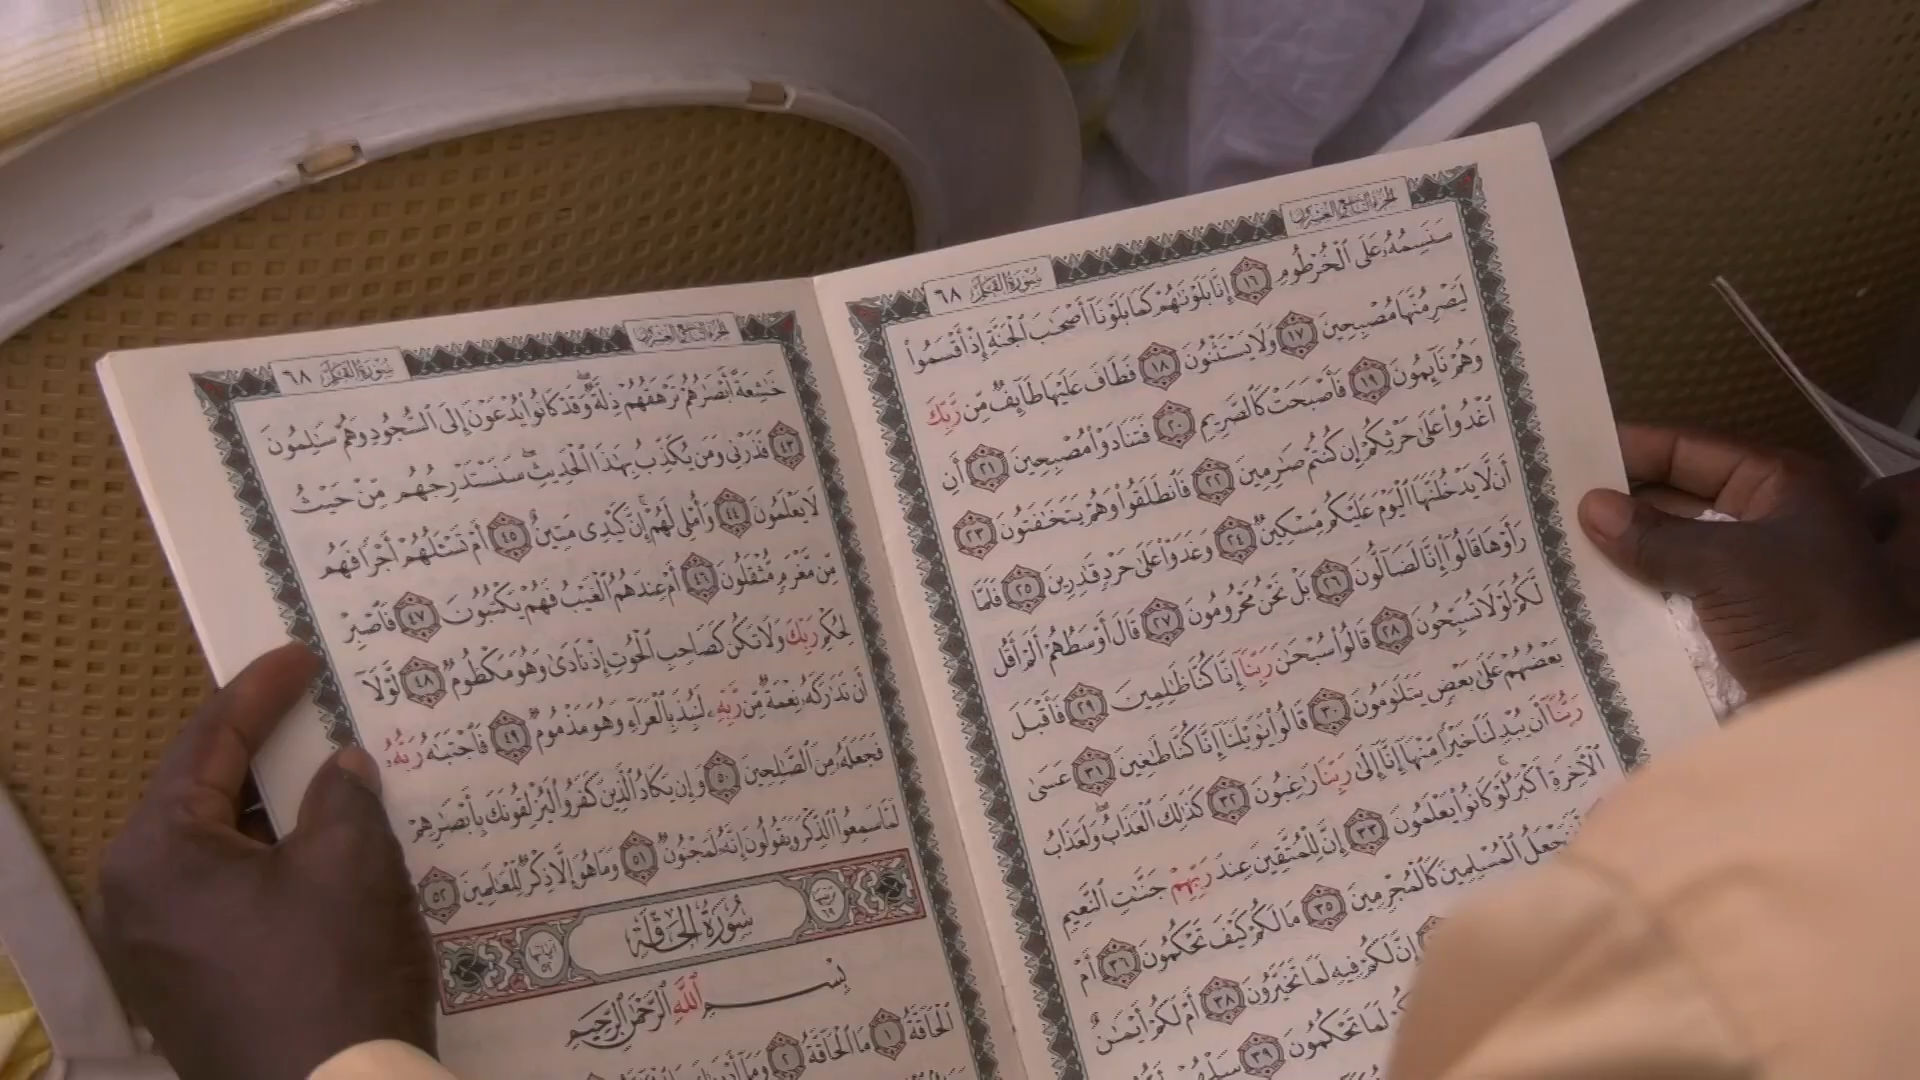 الجزء التاسع والعشرون
سورة القلم ٦٨
سَنَسِمُهُۥ عَلَى ٱلْخُرْطُومِ ١٦ إِنَّا بَلَوْنَـٰهُمْ كَمَا بَلَوْنَآ أَصْحَـٰبَ ٱلْجَنَّةِ إِذْ أَقْسَمُوا۟
لَيَصْرِمُنَّهَا مُصْبِحِينَ ١٧ وَلَا يَسْتَثْنُونَ ١٨ فَطَافَ عَلَيْهَا طَآئِفٌ مِّن رَّبِّكَ
وَهُمْ نَآئِمُونَ ١٩ فَأَصْبَحَتْ كَٱلصَّرِيمِ ٢٠ فَتَنَادَوْا۟ مُصْبِحِينَ ٢١ أَنِ
ٱغْدُوا۟ عَلَىٰ حَرْثِكُمْ إِن كُنتُمْ صَـٰرِمِينَ ٢٢ فَٱنطَلَقُوا۟ وَهُمْ يَتَخَـٰفَتُونَ ٢٣
أَن لَّا يَدْخُلَنَّهَا ٱلْيَوْمَ عَلَيْكُم مِّسْكِينٌ ٢٤ وَغَدَوْا۟ عَلَىٰ حَرْدٍ قَـٰدِرِينَ ٢٥ فَلَمَّا
رَأَوْهَا قَالُوٓا۟ إِنَّا لَضَآلُّونَ ٢٦ بَلْ نَحْنُ مَحْرُومُونَ ٢٧ قَالَ أَوْسَطُهُمْ أَلَمْ أَقُل
لَّكُمْ لَوْلَا تُسَبِّحُونَ ٢٨ قَالُوا۟ سُبْحَـٰنَ رَبِّنَآ إِنَّا كُنَّا ظَـٰلِمِينَ ٢٩ فَأَقْبَلَ
بَعْضُهُمْ عَلَىٰ بَعْضٍ يَتَلَـٰوَمُونَ ٣٠ قَالُوا۟ يَـٰوَيْلَنَآ إِنَّا كُنَّا طَـٰغِينَ ٣١ عَسَىٰ
رَبُّنَآ أَن يُبْدِلَنَا خَيْرًا مِّنْهَآ إِنَّآ إِلَىٰ رَبِّنَا رَٰغِبُونَ ٣٢ كَذَٰلِكَ ٱلْعَذَابُ ۖ وَلَعَذَابُ
ٱلْـَٔاخِرَةِ أَكْبَرُ ۚ لَوْ كَانُوا۟ يَعْلَمُونَ ٣٣ إِنَّ لِلْمُتَّقِينَ عِندَ رَبِّهِمْ جَنَّـٰتِ ٱلنَّعِيمِ
نَجْعَلُ ٱلْمُسْلِمِينَ كَٱلْمُجْرِمِينَ ٣٥ مَا لَكُمْ كَيْفَ تَحْكُمُونَ ٣٦ أَمْ
إِنَّ لَكُمْ فِيهِ لَمَا تَخَيَّرُونَ ٣٨ أَمْ لَكُمْ أَيْمَـٰنٌ
لَمَا تَحْكُمُونَ ٣٩ سَلْهُمْ
الجزء التاسع والعشرون
سورة القلم ٦٨
خَـٰشِعَةً أَبْصَـٰرُهُمْ تَرْهَقُهُمْ ذِلَّةٌ ۖ وَقَدْ كَانُوا۟ يُدْعَوْنَ إِلَى ٱلسُّجُودِ وَهُمْ سَـٰلِمُونَ
٤٣ فَذَرْنِى وَمَن يُكَذِّبُ بِهَـٰذَا ٱلْحَدِيثِ ۖ سَنَسْتَدْرِجُهُم مِّنْ حَيْثُ
لَا يَعْلَمُونَ ٤٤ وَأُمْلِى لَهُمْ ۚ إِنَّ كَيْدِى مَتِينٌ ٤٥ أَمْ تَسْـَٔلُهُمْ أَجْرًا فَهُم
مِّن مَّغْرَمٍ مُّثْقَلُونَ ٤٦ أَمْ عِندَهُمُ ٱلْغَيْبُ فَهُمْ يَكْتُبُونَ ٤٧ فَٱصْبِرْ
لِحُكْمِ رَبِّكَ وَلَا تَكُن كَصَاحِبِ ٱلْحُوتِ إِذْ نَادَىٰ وَهُوَ مَكْظُومٌ ٤٨ لَّوْلَآ
أَن تَدَٰرَكَهُۥ نِعْمَةٌ مِّن رَّبِّهِۦ لَنُبِذَ بِٱلْعَرَآءِ وَهُوَ مَذْمُومٌ ٤٩ فَٱجْتَبَـٰهُ رَبُّهُۥ
فَجَعَلَهُۥ مِنَ ٱلصَّـٰلِحِينَ ٥٠ وَإِن يَكَادُ ٱلَّذِينَ كَفَرُوا۟ لَيُزْلِقُونَكَ بِأَبْصَـٰرِهِمْ
لَمَّا سَمِعُوا۟ ٱلذِّكْرَ وَيَقُولُونَ إِنَّهُۥ لَمَجْنُونٌ ٥١ وَمَا هُوَ إِلَّا ذِكْرٌ لِّلْعَـٰلَمِينَ ٥٢
سُورَةُ الحَاقَّةِ
بِسْمِ ٱللَّهِ ٱلرَّحْمَـٰنِ ٱلرَّحِيمِ
ٱلْحَآقَّةُ ١ مَا ٱلْحَآقَّةُ ٢ وَمَآ